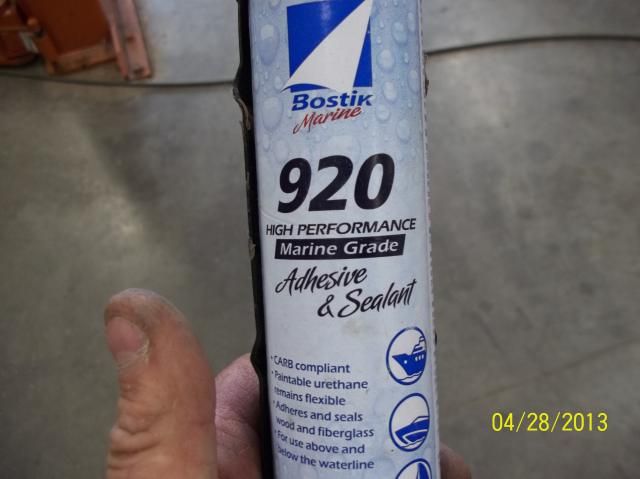 Bostik
Marine
920
HIGH PERFORMANCE
Marine Grade
Adhesive
& Sealant
• CARB compliant
• Paintable urethane
remains flexible
• Adheres and seals
wood and fiberglass
• For use above and
below the waterline
04/28/2013